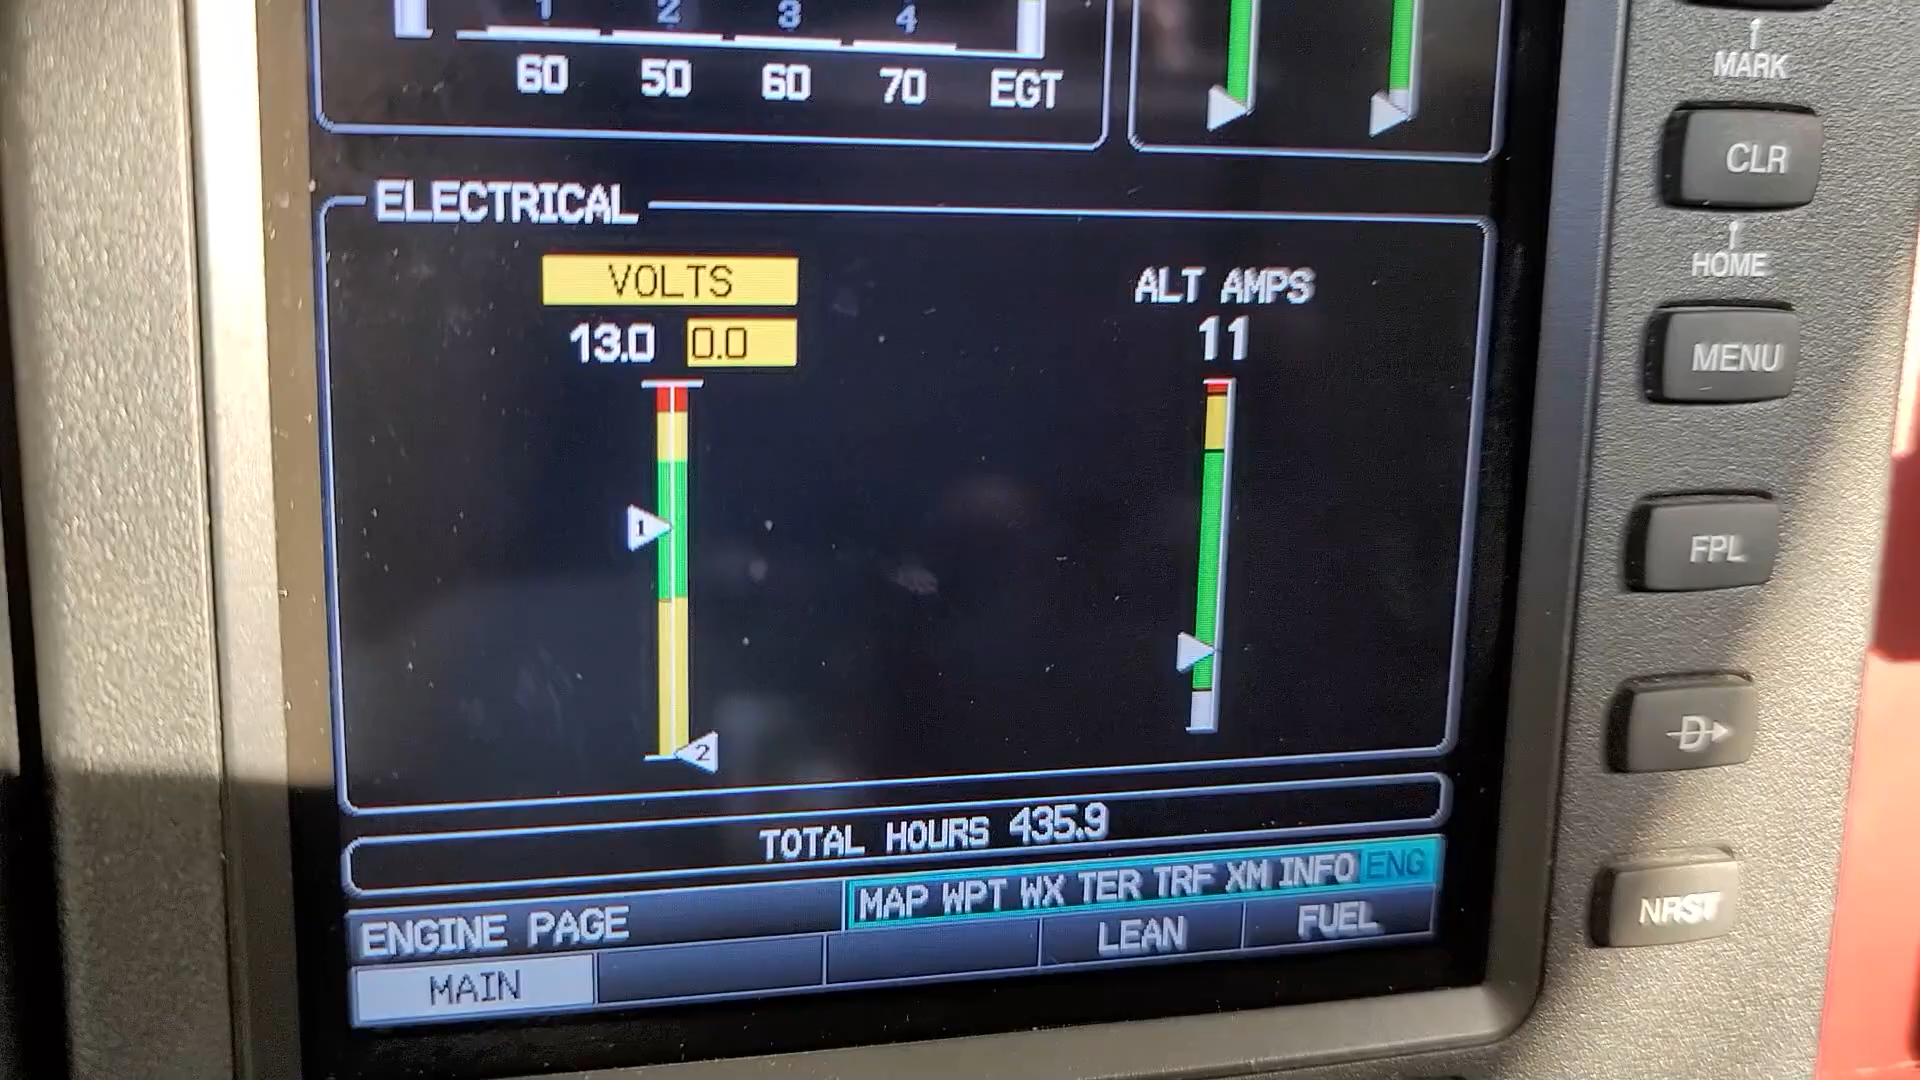 1 2 3 4
60 50 60 70 EGT
MARK
CLR
ELECTRICAL
HOME
VOLTS
ALT AMPS
13.0 0.0
11
MENU
1
FPL
D
2
TOTAL HOURS 435.9
MAP WPT WX TER TRF XM INFO ENG
NRST
ENGINE PAGE
LEAN FUEL
MAIN